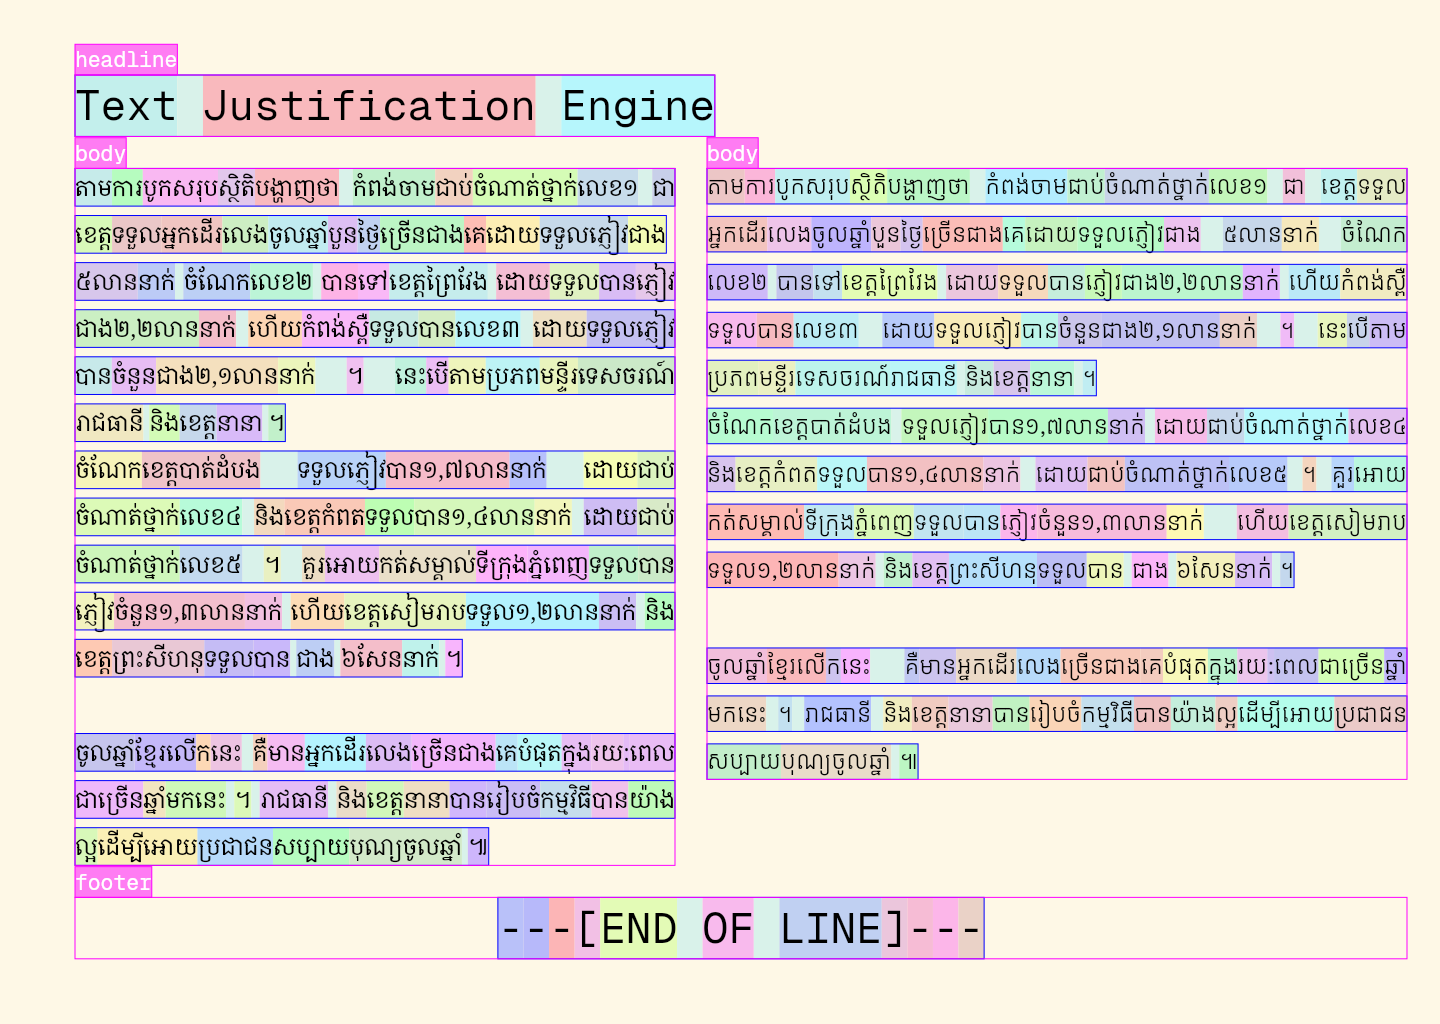 headline
Text Justification Engine
body
តាមការបូកសរុបស្ថិតិបង្ហាញថា កំពង់ចាមជាប់ចំណាត់ថ្នាក់លេខ១ ជា
ខេត្តទទួលអ្នកដើរលេងចូលឆ្នាំបួនថ្ងៃច្រើនជាងគេដោយទទួលភ្ញៀវជាង
៥លាននាក់ ចំណែកលេខ២ បានទៅខេត្តព្រៃវែង ដោយទទួលបានភ្ញៀវ
ជាង២,២លាននាក់ ហើយកំពង់ស្ពឺទទួលបានលេខ៣ ដោយទទួលភ្ញៀវ
បានចំនួនជាង២,១លាននាក់ ។ នេះបើតាមប្រភពមន្ទីរទេសចរណ៍
រាជធានី និងខេត្តនានា ។
ចំណែកខេត្តបាត់ដំបង ទទួលភ្ញៀវបាន១,៧លាននាក់ ដោយជាប់
ចំណាត់ថ្នាក់លេខ៤ និងខេត្តកំពតទទួលបាន១,៤លាននាក់ ដោយជាប់
ចំណាត់ថ្នាក់លេខ៥ ។ គួរអោយកត់សម្គាល់ទីក្រុងភ្នំពេញទទួលបាន
ភ្ញៀវចំនួន១,៣លាននាក់ ហើយខេត្តសៀមរាបទទួល១,២លាននាក់ និង
ខេត្តព្រះសីហនុទទួលបាន ជាង ៦សែននាក់ ។
ចូលឆ្នាំខ្មែរលើកនេះ គឺមានអ្នកដើរលេងច្រើនជាងគេបំផុតក្នុងរយៈពេល
ជាច្រើនឆ្នាំមកនេះ ។ រាជធានី និងខេត្តនានាបានរៀបចំកម្មវិធីបានយ៉ាង
ល្អដើម្បីអោយប្រជាជនសប្បាយបុណ្យចូលឆ្នាំ ៕
body
តាមការបូកសរុបស្ថិតិបង្ហាញថា កំពង់ចាមជាប់ចំណាត់ថ្នាក់លេខ១ ជា ខេត្តទទួល
អ្នកដើរលេងចូលឆ្នាំបួនថ្ងៃច្រើនជាងគេដោយទទួលភ្ញៀវជាង ៥លាននាក់ ចំណែក
លេខ២ បានទៅខេត្តព្រៃវែង ដោយទទួលបានភ្ញៀវជាង២,២លាននាក់ ហើយកំពង់ស្ពឺ
ទទួលបានលេខ៣ ដោយទទួលភ្ញៀវបានចំនួនជាង២,១លាននាក់ ។ នេះបើតាម
ប្រភពមន្ទីរទេសចរណ៍រាជធានី និងខេត្តនានា ។
ចំណែកខេត្តបាត់ដំបង ទទួលភ្ញៀវបាន១,៧លាននាក់ ដោយជាប់ចំណាត់ថ្នាក់លេខ៤
និងខេត្តកំពតទទួលបាន១,៤លាននាក់ ដោយជាប់ចំណាត់ថ្នាក់លេខ៥ ។ គួរអោយ
កត់សម្គាល់ទីក្រុងភ្នំពេញទទួលបានភ្ញៀវចំនួន១,៣លាននាក់ ហើយខេត្តសៀមរាប
ទទួល១,២លាននាក់ និងខេត្តព្រះសីហនុទទួលបាន ជាង ៦សែននាក់ ។
ចូលឆ្នាំខ្មែរលើកនេះ គឺមានអ្នកដើរលេងច្រើនជាងគេបំផុតក្នុងរយៈពេលជាច្រើនឆ្នាំ
មកនេះ ។ រាជធានី និងខេត្តនានាបានរៀបចំកម្មវិធីបានយ៉ាងល្អដើម្បីអោយប្រជាជន
សប្បាយបុណ្យចូលឆ្នាំ ៕
footer
---[END OF LINE]---